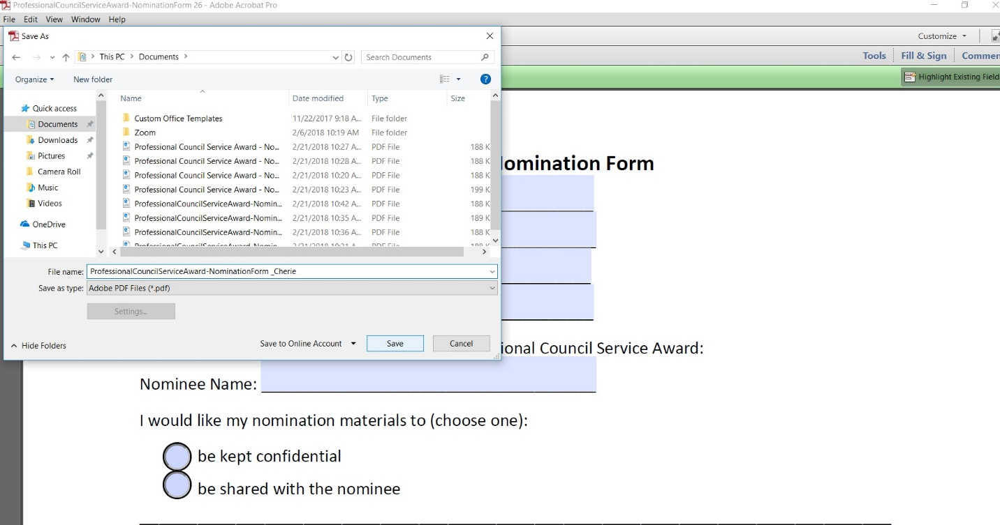 ProfessionalCouncilServiceAward-NominationForm 26 - Adobe Acrobat Pro
File Edit View Window Help
Save As
Customize
This PC > Documents >
Search Documents
Tools Fill & Sign Commen
Organize New folder
Highlight Existing Field
Name Date modified Type Size
Quick access
Documents
Downloads
Pictures
Camera Roll
Music
Videos
OneDrive
This PC
Custom Office Templates 11/22/2017 9:18 A... File folder
Zoom 2/6/2018 10:19 AM File folder
Professional Council Service Award - No... 2/21/2018 10:27 A... PDF File 188 K
Professional Council Service Award - No... 2/21/2018 10:28 A... PDF File 188 K
Professional Council Service Award - No... 2/21/2018 10:20 A... PDF File 188 K
Professional Council Service Award - No... 2/21/2018 10:23 A... PDF File 199 K
ProfessionalCouncilServiceAward-Nomin... 2/21/2018 10:42 A... PDF File 188 K
ProfessionalCouncilServiceAward-Nomin... 2/21/2018 10:35 A... PDF File 189 K
ProfessionalCouncilServiceAward-Nomin... 2/21/2018 10:36 A... PDF File 188 K
File name: ProfessionalCouncilServiceAward-NominationForm _Cherie
Save as type: Adobe PDF Files (*.pdf)
Settings...
Hide Folders
Save to Online Account
Save
Cancel
omination Form
ional Council Service Award:
Nominee Name:
I would like my nomination materials to (choose one):
be kept confidential
be shared with the nominee